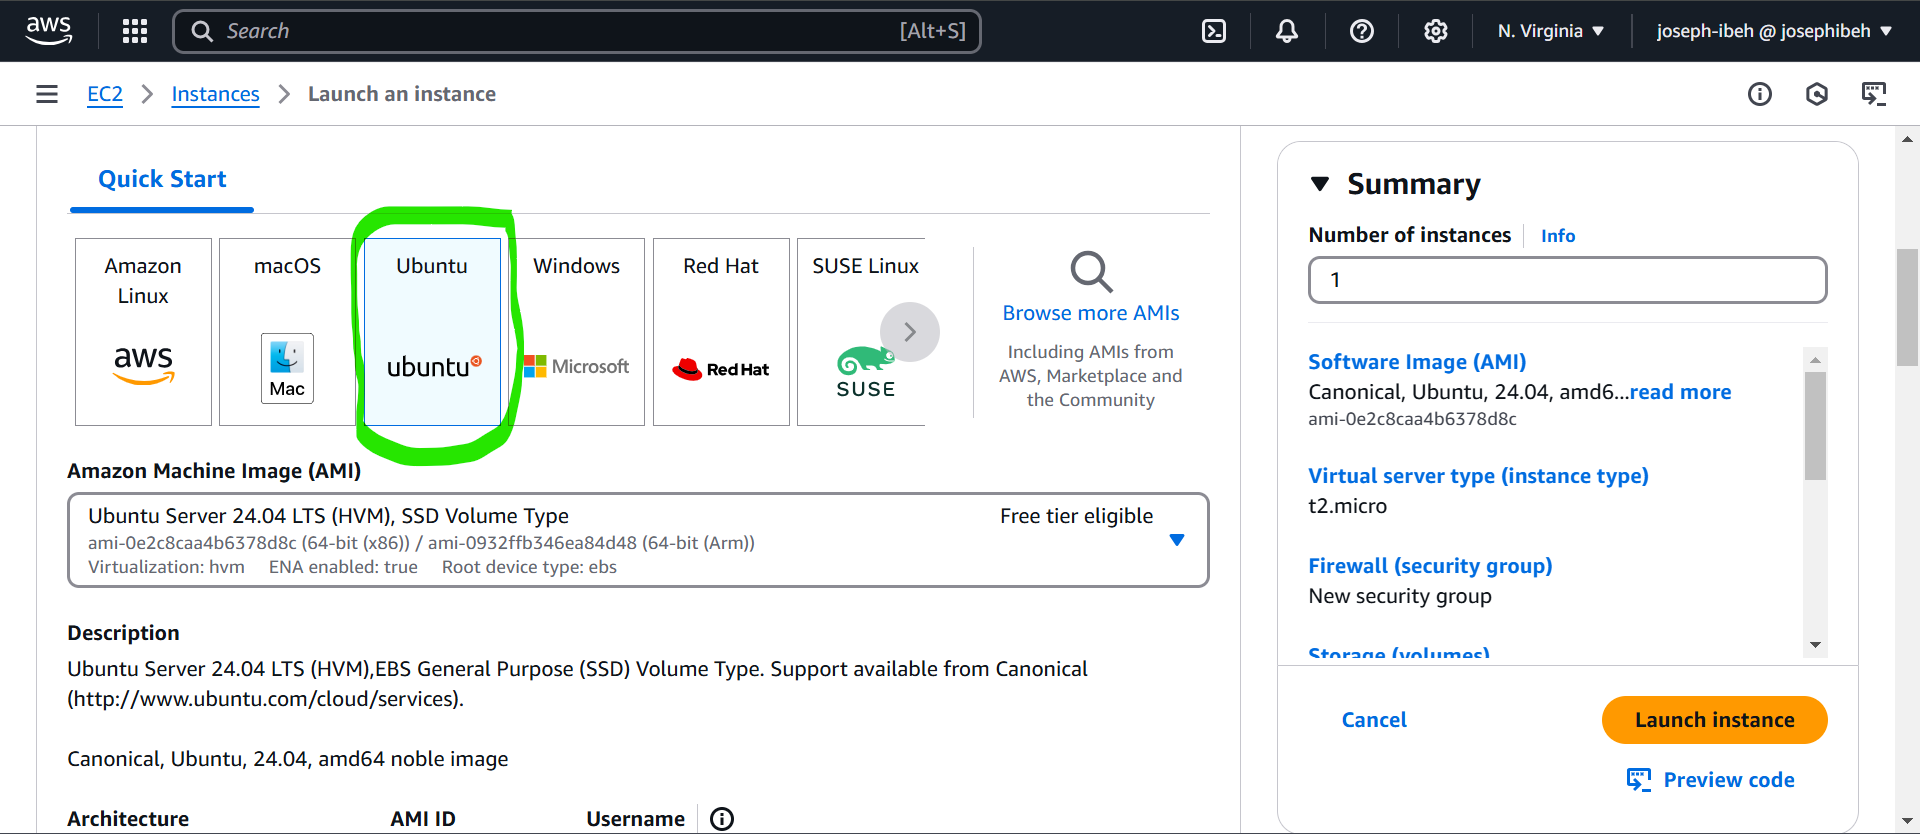 aws
Search
[Alt+S]
N. Virginia
joseph-ibeh @ josephibeh
EC2
Instances
Launch an instance
Quick Start
Amazon
Linux
aws
macOS
Mac
Ubuntu
ubuntu
Windows
Microsoft
Red Hat
Red Hat
SUSE Linux
SUSE
Browse more AMIs
Including AMIs from
AWS, Marketplace and
the Community
Amazon Machine Image (AMI)
Ubuntu Server 24.04 LTS (HVM), SSD Volume Type
Free tier eligible
ami-0e2c8caa4b6378d8c (64-bit (x86)) / ami-0932ffb346ea84d48 (64-bit (Arm))
Virtualization: hvm ENA enabled: true Root device type: ebs
Description
Ubuntu Server 24.04 LTS (HVM),EBS General Purpose (SSD) Volume Type. Support available from Canonical
(http://www.ubuntu.com/cloud/services).
Canonical, Ubuntu, 24.04, amd64 noble image
Architecture
AMI ID
Username
Summary
Number of instances
Info
1
Software Image (AMI)
Canonical, Ubuntu, 24.04, amd6...read more
ami-0e2c8caa4b6378d8c
Virtual server type (instance type)
t2.micro
Firewall (security group)
New security group
Storage (volumes)
Cancel
Launch instance
Preview code